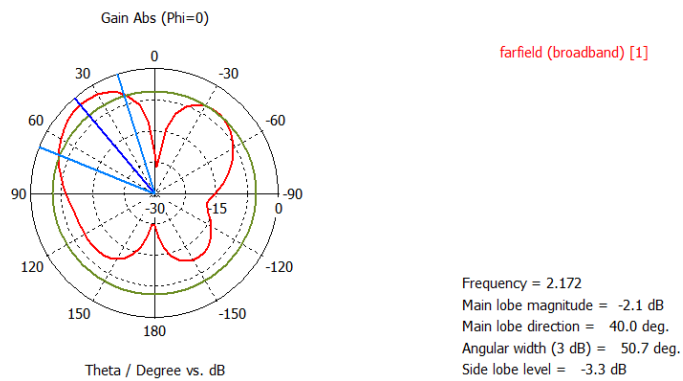 Gain Abs (Phi=0)
farfield (broadband) [1]
0
30
-30
60
-60
90
-30
-15
0
-90
120
-120
150
-150
180
Theta / Degree vs. dB
Frequency = 2.172
Main lobe magnitude = -2.1 dB
Main lobe direction = 40.0 deg.
Angular width (3 dB) = 50.7 deg.
Side lobe level = -3.3 dB